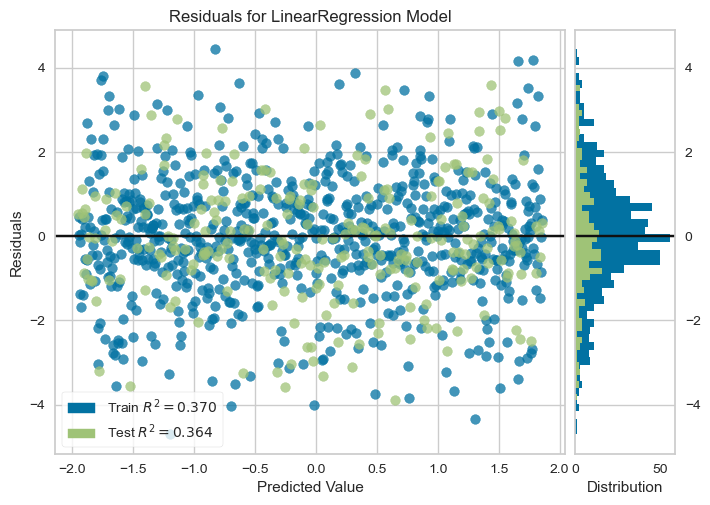 Residuals for LinearRegression Model
Residuals
4
2
0
−2
−4
Train R² = 0.370
Test R² = 0.364
−2.0 −1.5 −1.0 −0.5 0.0 0.5 1.0 1.5 2.0
Predicted Value
4
2
0
−2
−4
0 50
Distribution